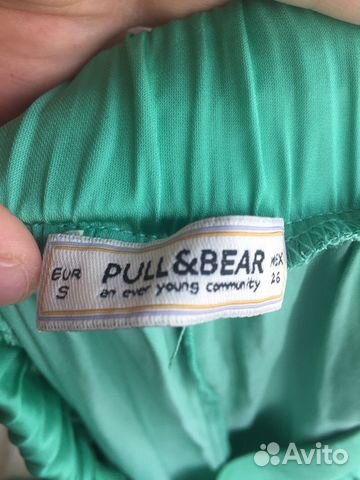 EUR
S
PULL&BEAR
an ever young community
MEX
26
Avito